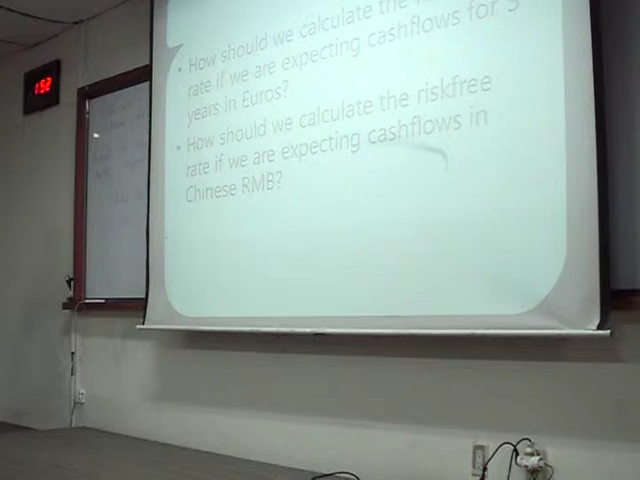 How should we calculate the
rate if we are expecting cashflows for 5
years in Euros?
How should we calculate the riskfree
rate if we are expecting cashflows in
Chinese RMB?
1:52